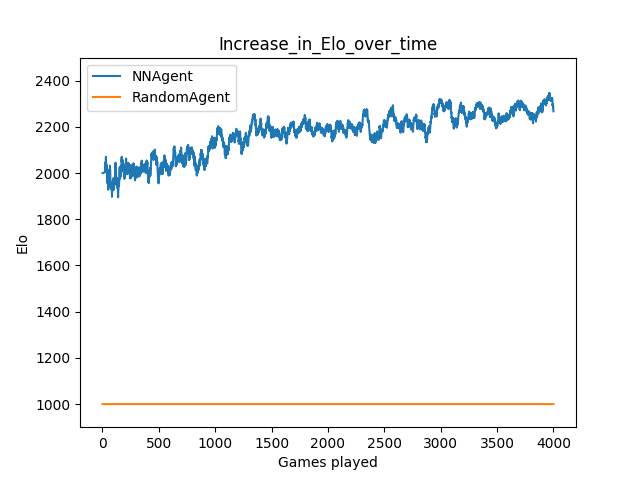 Increase_in_Elo_over_time
NNAgent
RandomAgent
2400
2200
2000
1800
1600
1400
1200
1000
Elo
0 500 1000 1500 2000 2500 3000 3500 4000
Games played